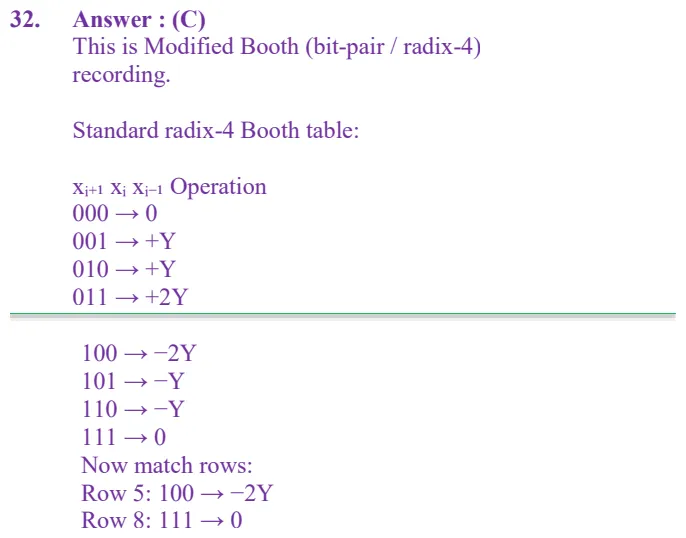 32. Answer : (C)
This is Modified Booth (bit-pair / radix-4)
recording.
Standard radix-4 Booth table:
xᵢ₊₁ xᵢ xᵢ₋₁ Operation
000 → 0
001 → +Y
010 → +Y
011 → +2Y
100 → −2Y
101 → −Y
110 → −Y
111 → 0
Now match rows:
Row 5: 100 → −2Y
Row 8: 111 → 0